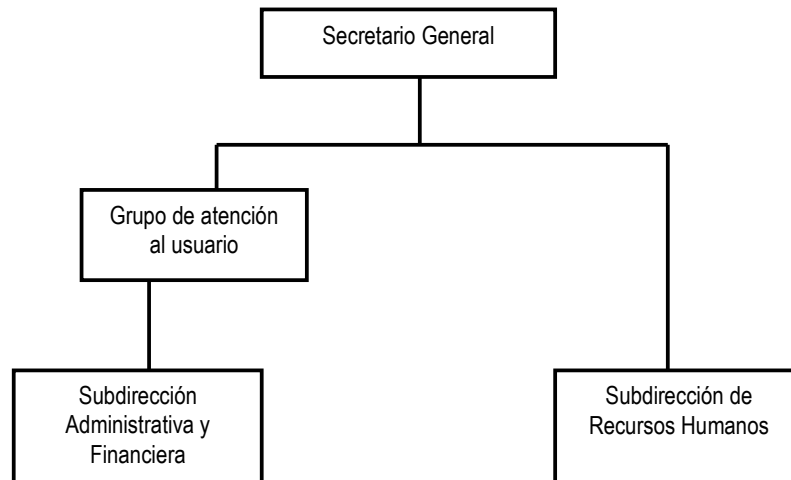 Secretario General
Grupo de atención
al usuario
Subdirección
Administrativa y
Financiera
Subdirección de
Recursos Humanos